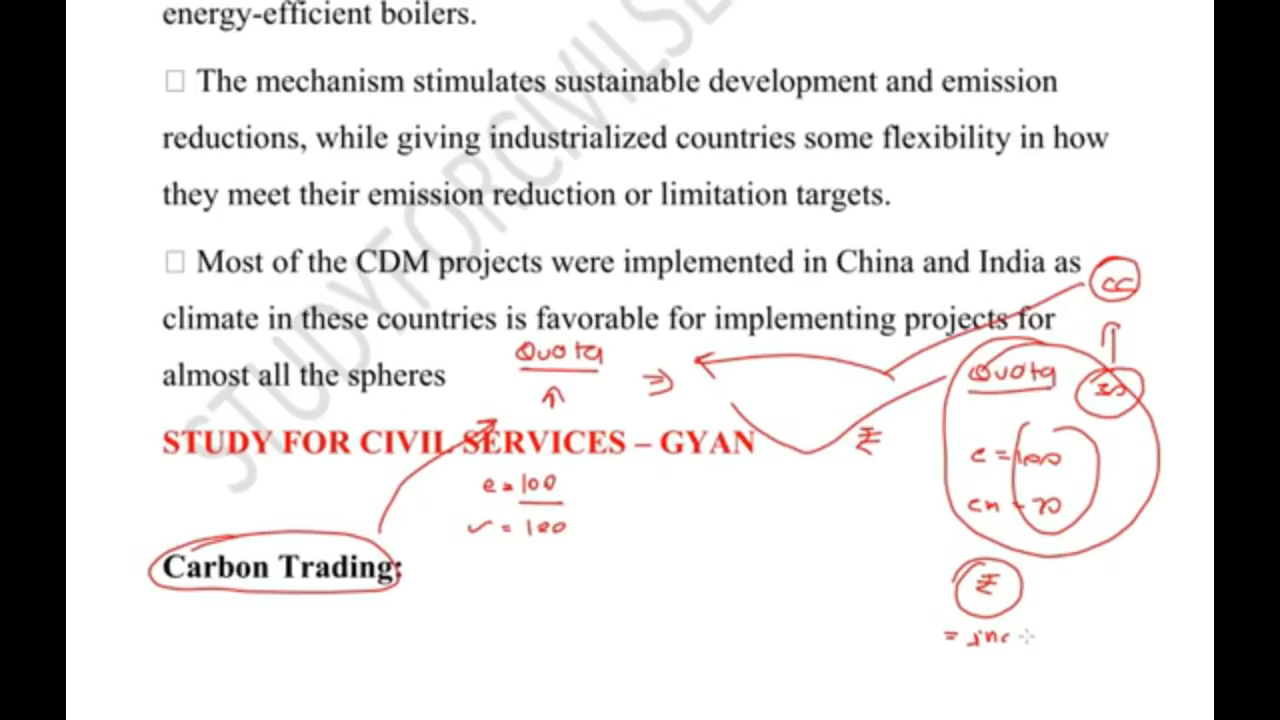 energy-efficient boilers.
□ The mechanism stimulates sustainable development and emission
reductions, while giving industrialized countries some flexibility in how
they meet their emission reduction or limitation targets.
□ Most of the CDM projects were implemented in China and India as
CC
climate in these countries is favorable for implementing projects for
Quota
Quota
almost all the spheres
STUDY FOR CIVIL SERVICES – GYAN
₹
e = 100
= 100
Carbon Trading:
₹
STUDYFORCIVILSE